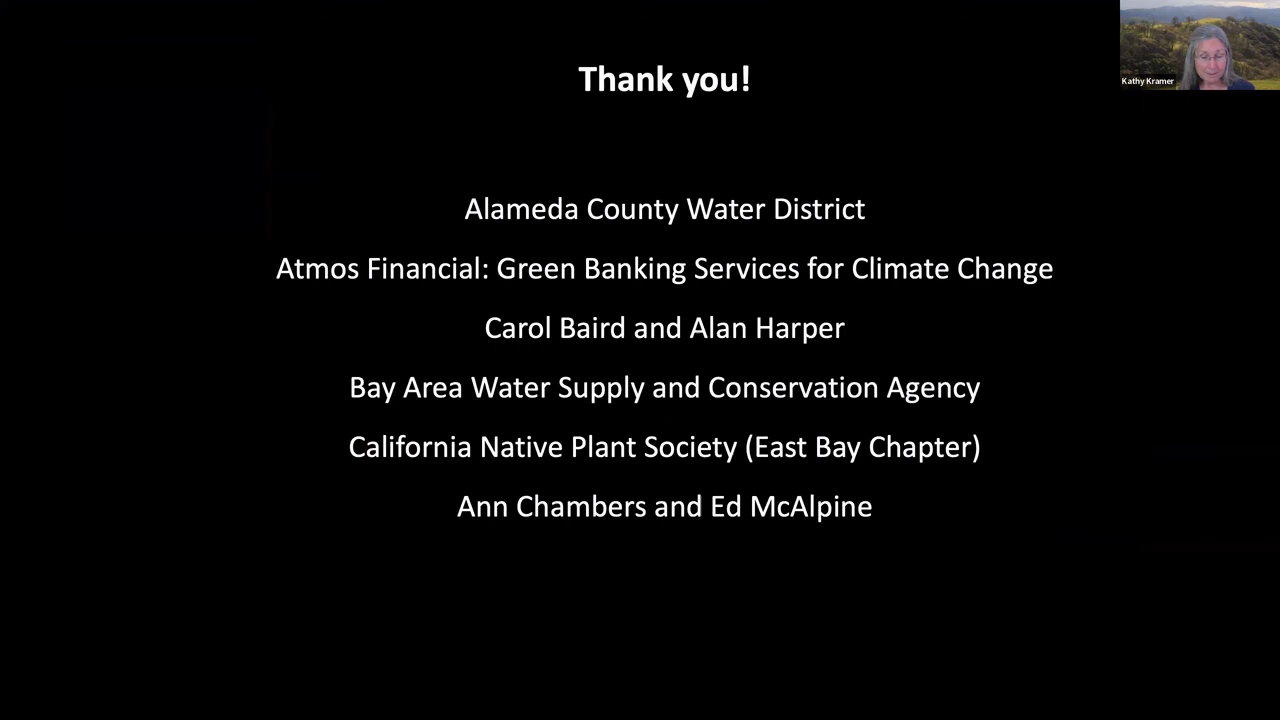 Thank you!
Kathy Kramer
Alameda County Water District
Atmos Financial: Green Banking Services for Climate Change
Carol Baird and Alan Harper
Bay Area Water Supply and Conservation Agency
California Native Plant Society (East Bay Chapter)
Ann Chambers and Ed McAlpine